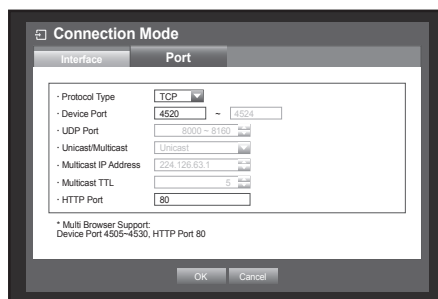 Connection Mode
Interface Port
· Protocol Type TCP
· Device Port 4520 ~ 4524
· UDP Port 8000 ~ 8160
· Unicast/Multicast Unicast
· Multicast IP Address 224.126.63.1
· Multicast TTL 5
· HTTP Port 80
* Multi Browser Support:
Device Port 4505~4530, HTTP Port 80
OK Cancel